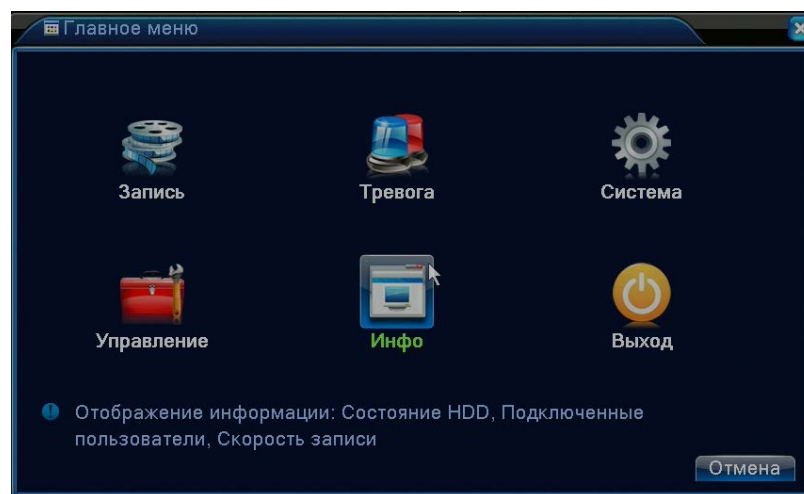 Главное меню
Запись
Тревога
Система
Управление
Инфо
Выход
Отображение информации: Состояние HDD, Подключенные
пользователи, Скорость записи
Отмена